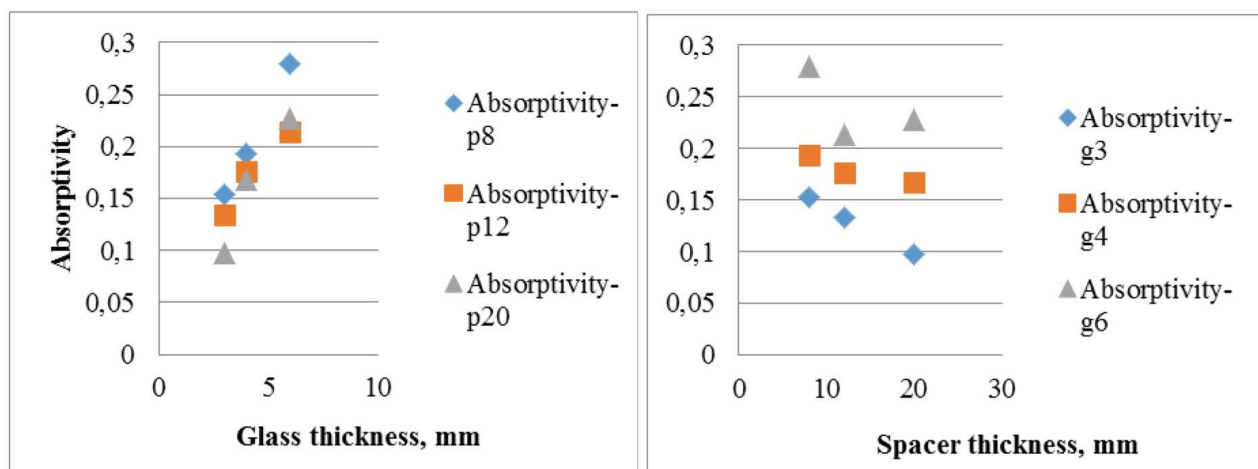 0,3
0,25
0,2
0,15
0,1
0,05
0
0 5 10
Absorptivity
Glass thickness, mm
Absorptivity-
p8
Absorptivity-
p12
Absorptivity-
p20
0,3
0,25
0,2
0,15
0,1
0,05
0
0 10 20 30
Spacer thickness, mm
Absorptivity-
g3
Absorptivity-
g4
Absorptivity-
g6